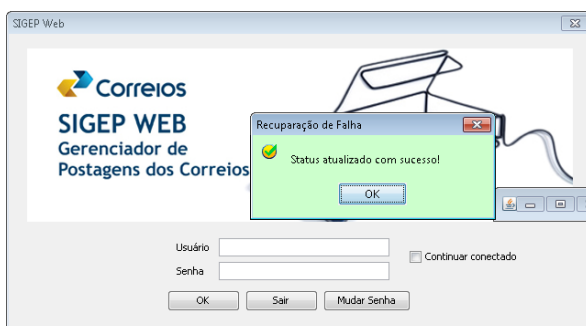 SIGEP Web
Correios
SIGEP WEB
Gerenciador de
Postagens dos Correios
Recuparação de Falha
Status atualizado com sucesso!
OK
Usuário
Continuar conectado
Senha
OK
Sair
Mudar Senha